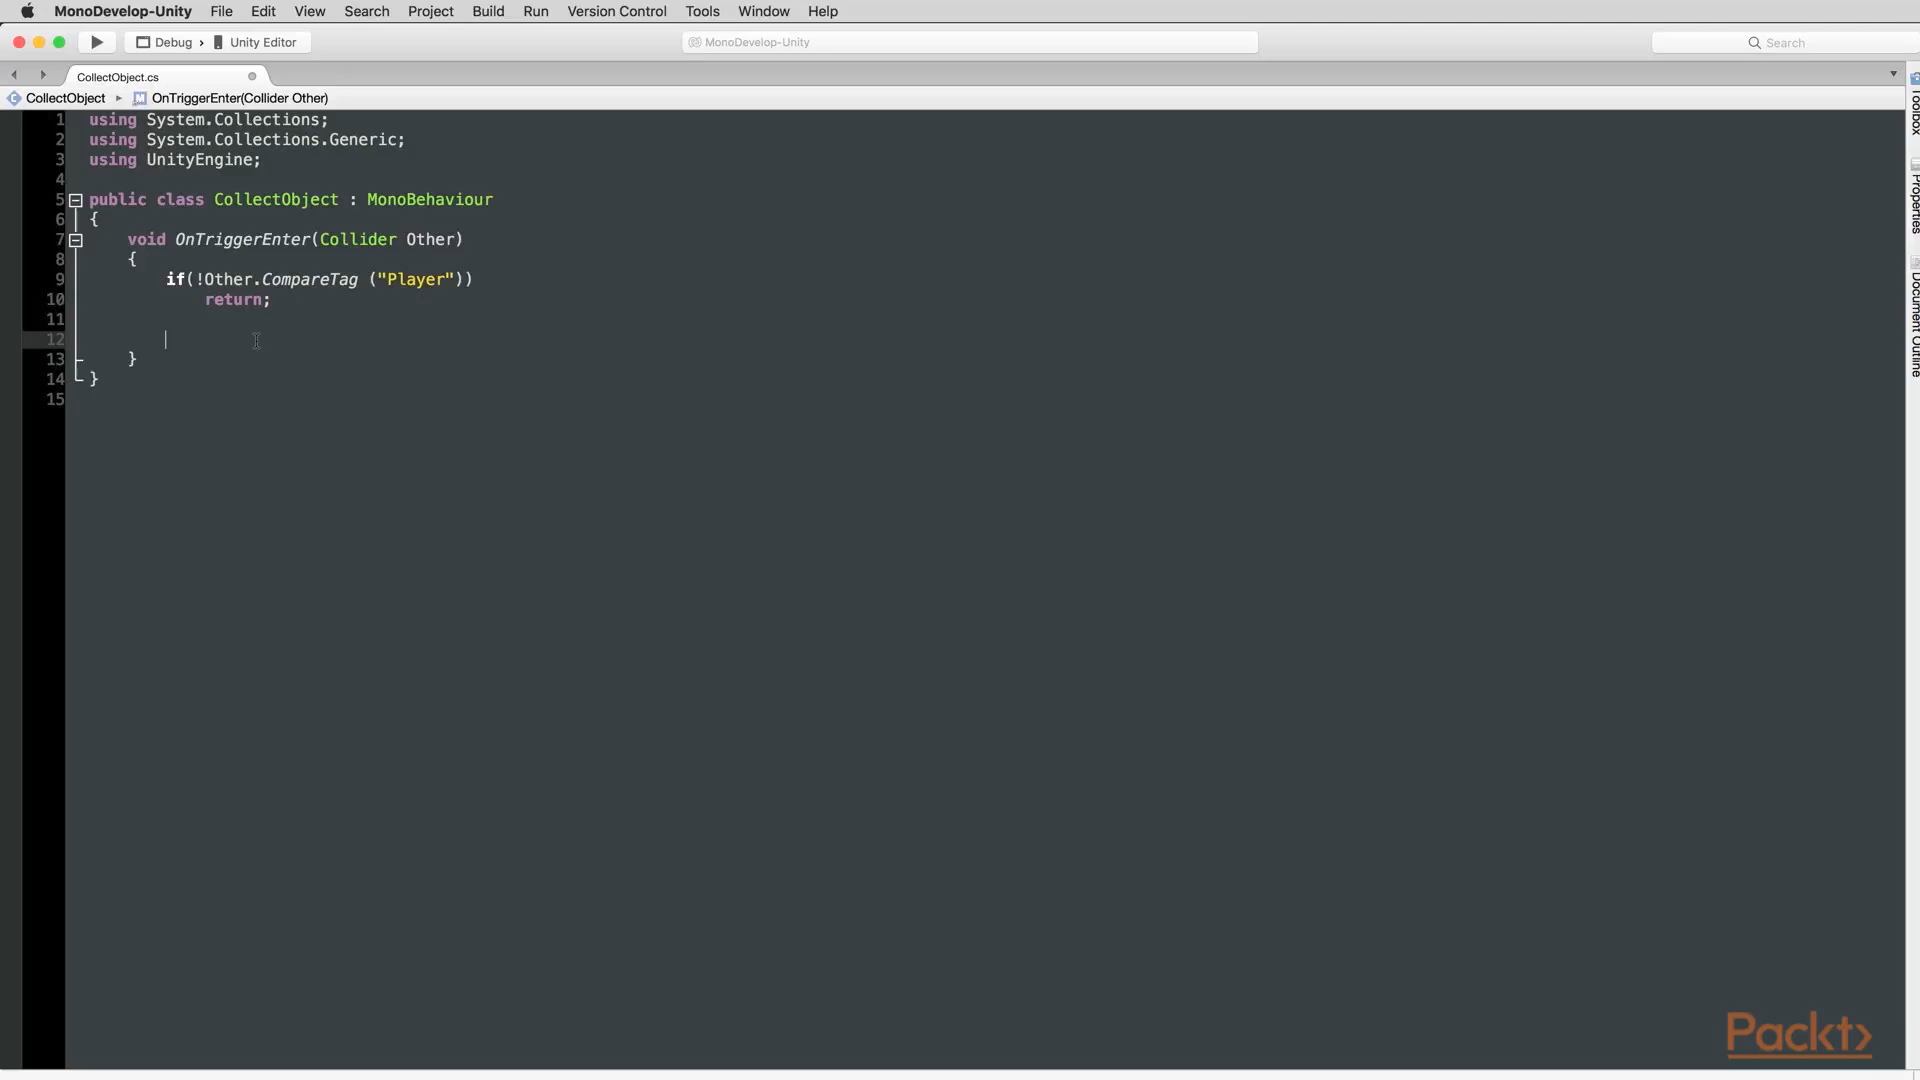 MonoDevelop-Unity File Edit View Search Project Build Run Version Control Tools Window Help
Debug › Unity Editor MonoDevelop-Unity Search
CollectObject.cs
CollectObject ▸ OnTriggerEnter(Collider Other)
1 using System.Collections;
2 using System.Collections.Generic;
3 using UnityEngine;
4
5 public class CollectObject : MonoBehaviour
6 {
7 void OnTriggerEnter(Collider Other)
8 {
9 if(!Other.CompareTag ("Player"))
10 return;
11
12
13 }
14 }
15
Toolbox
Properties
Document Outline
Packt>